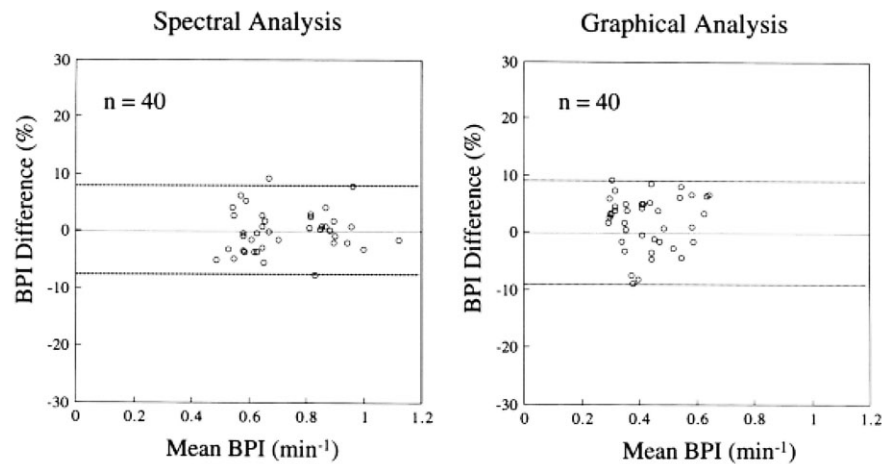 Spectral Analysis
BPI Difference (%)
30
20
10
0
-10
-20
-30
n = 40
0 0.2 0.4 0.6 0.8 1 1.2
Mean BPI (min⁻¹)
Graphical Analysis
BPI Difference (%)
30
20
10
0
-10
-20
-30
n = 40
0 0.2 0.4 0.6 0.8 1 1.2
Mean BPI (min⁻¹)